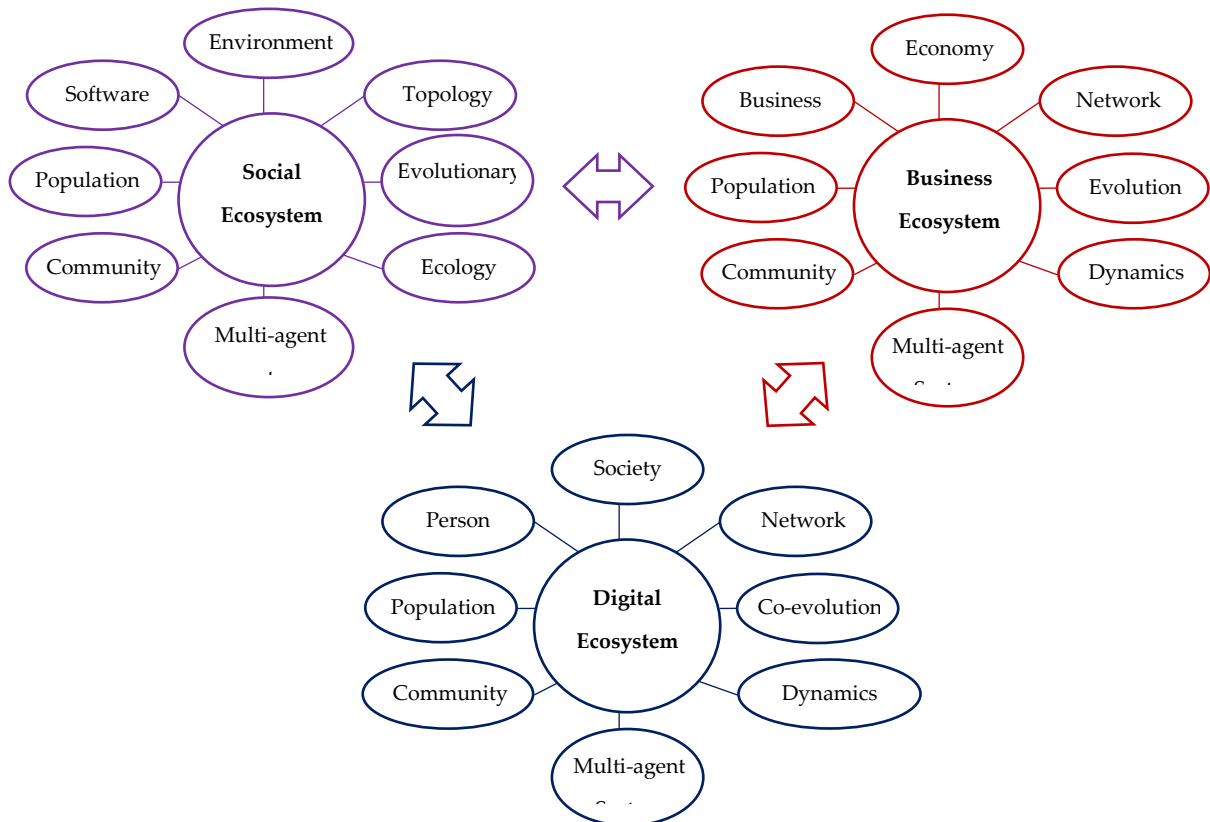 Environment
Software
Topology
Population
Social
Ecosystem
Evolutionary
Community
Ecology
Multi-agent
Economy
Business
Network
Population
Business
Ecosystem
Evolution
Community
Dynamics
Multi-agent
Society
Person
Network
Population
Digital
Ecosystem
Co-evolution
Community
Dynamics
Multi-agent